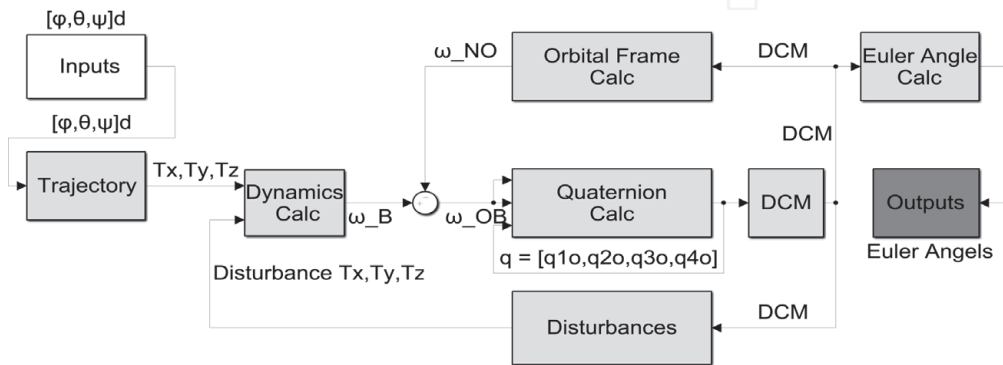 [φ,θ,ψ]d
Inputs
[φ,θ,ψ]d
Trajectory
Tx,Ty,Tz
Dynamics
Calc
ω_B
ω_NO
Orbital Frame
Calc
DCM
Euler Angle
Calc
DCM
ω_OB
Quaternion
Calc
DCM
Outputs
Euler Angels
q = [q1o,q2o,q3o,q4o]
Disturbance Tx,Ty,Tz
Disturbances
DCM